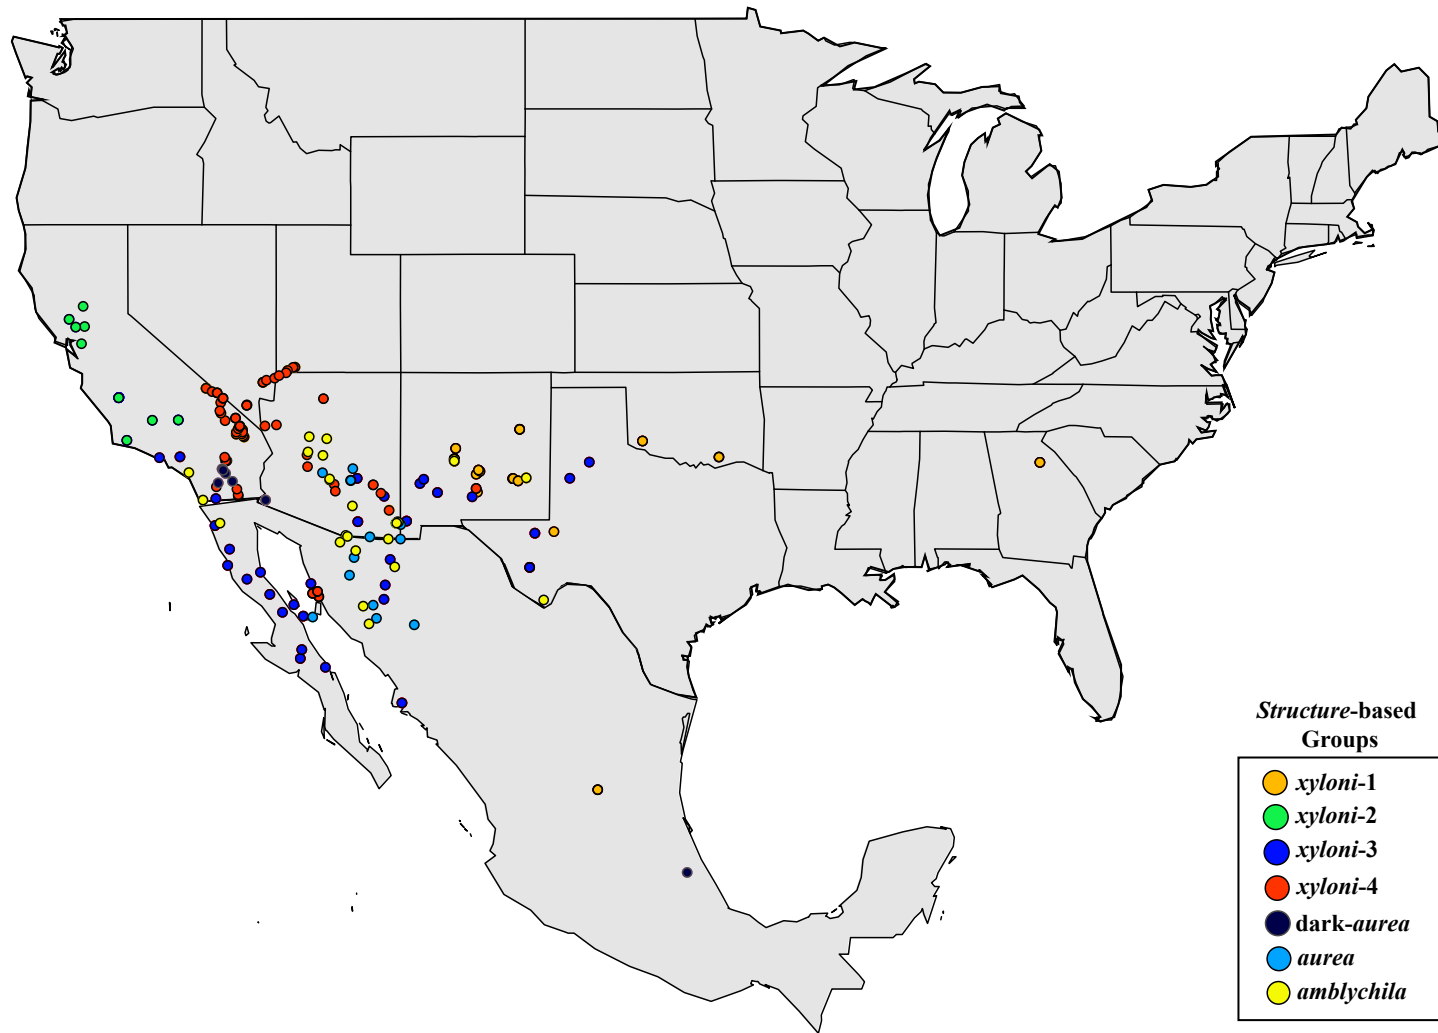 Structure-based
Groups
xyloni-1
xyloni-2
xyloni-3
xyloni-4
dark-aurea
aurea
amblychila